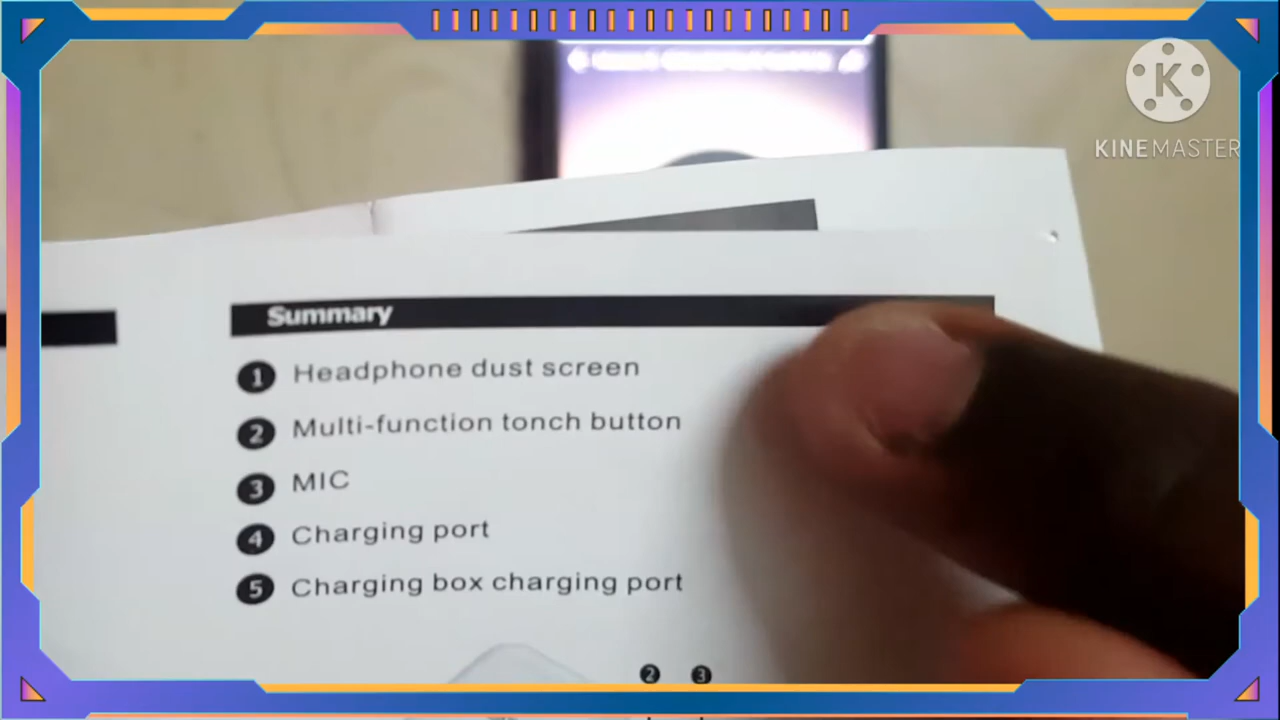 K
KINEMASTER
Summary
1 Headphone dust screen
2 Multi-function tonch button
3 MIC
4 Charging port
5 Charging box charging port
2 3